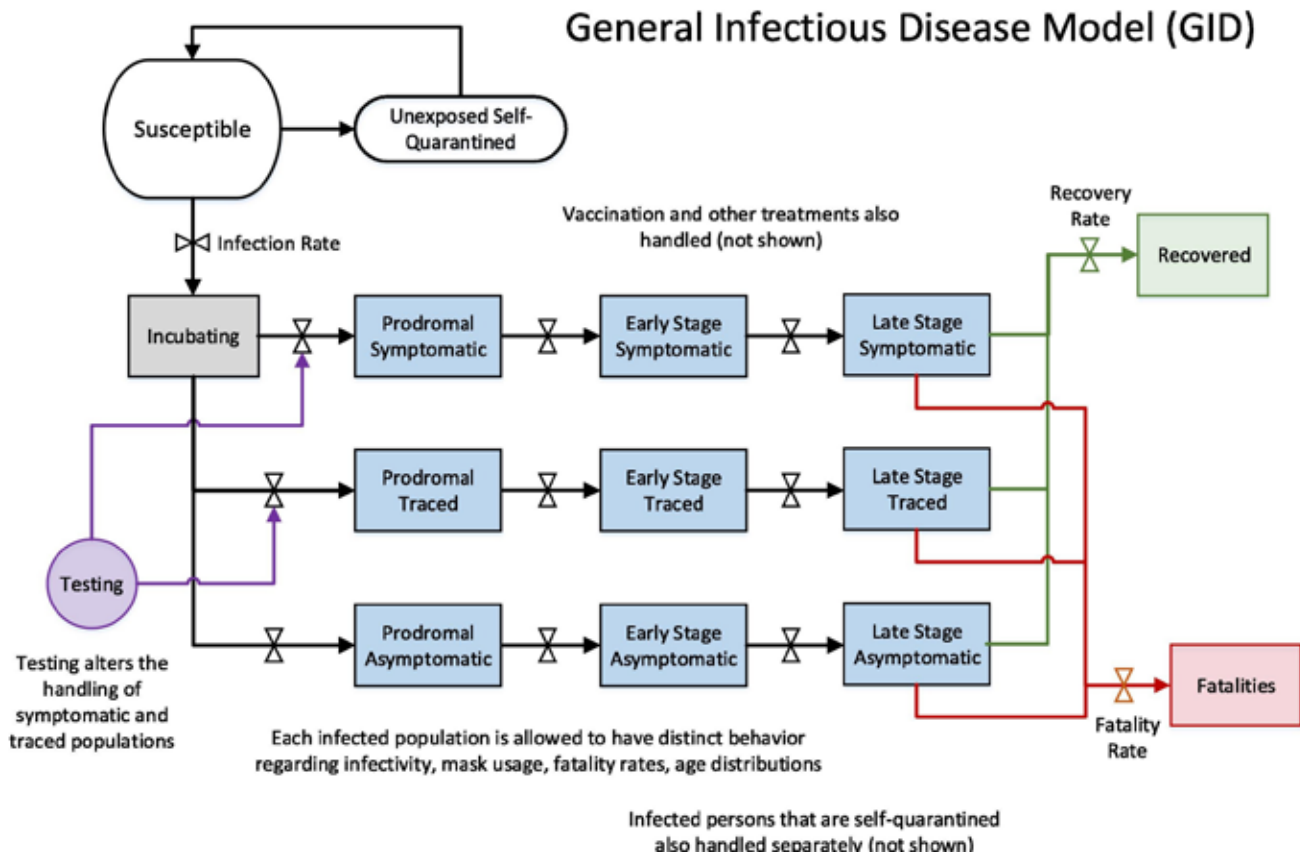 General Infectious Disease Model (GID)
Susceptible
Unexposed Self-
Quarantined
Infection Rate
Vaccination and other treatments also
handled (not shown)
Recovery
Rate
Recovered
Incubating
Prodromal
Symptomatic
Early Stage
Symptomatic
Late Stage
Symptomatic
Prodromal
Traced
Early Stage
Traced
Late Stage
Traced
Testing
Prodromal
Asymptomatic
Early Stage
Asymptomatic
Late Stage
Asymptomatic
Testing alters the
handling of
symptomatic and
traced populations
Fatalities
Fatality
Rate
Each infected population is allowed to have distinct behavior
regarding infectivity, mask usage, fatality rates, age distributions
Infected persons that are self-quarantined
also handled separately (not shown)